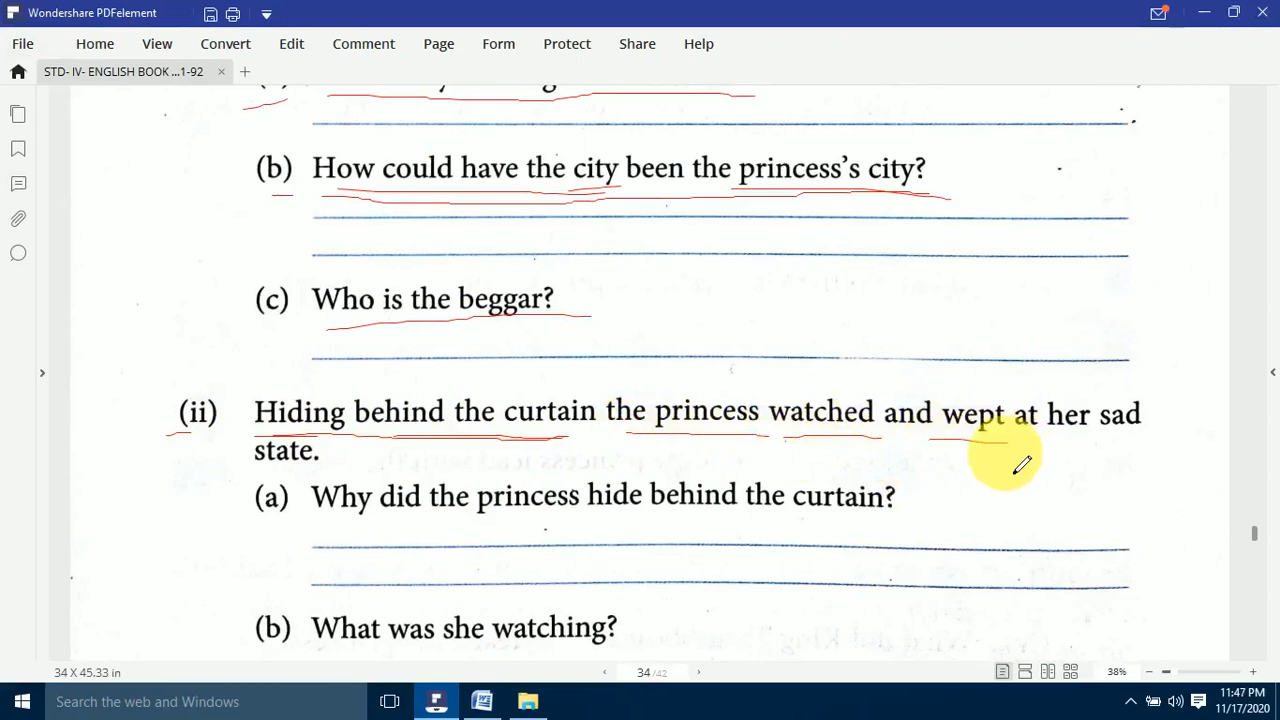 Wondershare PDFelement
File Home View Convert Edit Comment Page Form Protect Share Help
STD- IV- ENGLISH BOOK ...1-92 × +
(b) How could have the city been the princess's city?
(c) Who is the beggar?
(ii) Hiding behind the curtain the princess watched and wept at her sad
state.
(a) Why did the princess hide behind the curtain?
(b) What was she watching?
34 X 45.33 in
34 /42
38%
Search the web and Windows
11:47 PM
11/17/2020